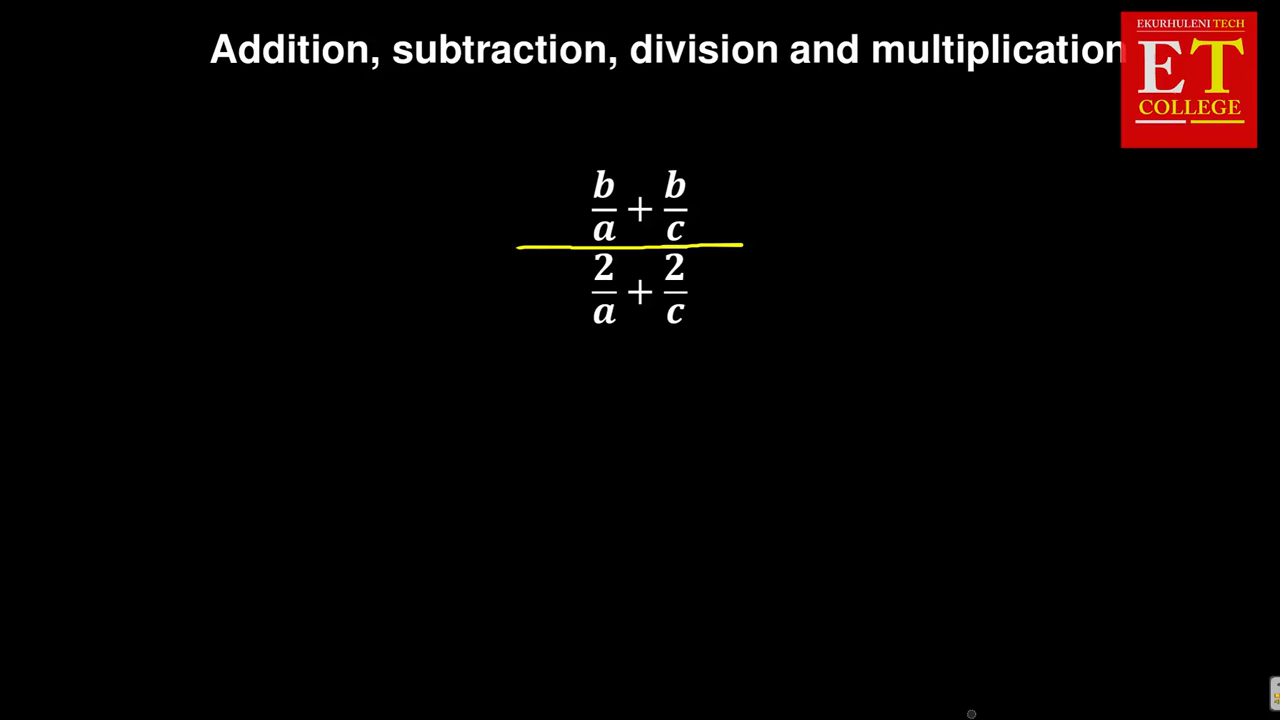 Addition, subtraction, division and multiplication
EKURHULENI TECH
ET
COLLEGE
b/a + b/c
2/a + 2/c